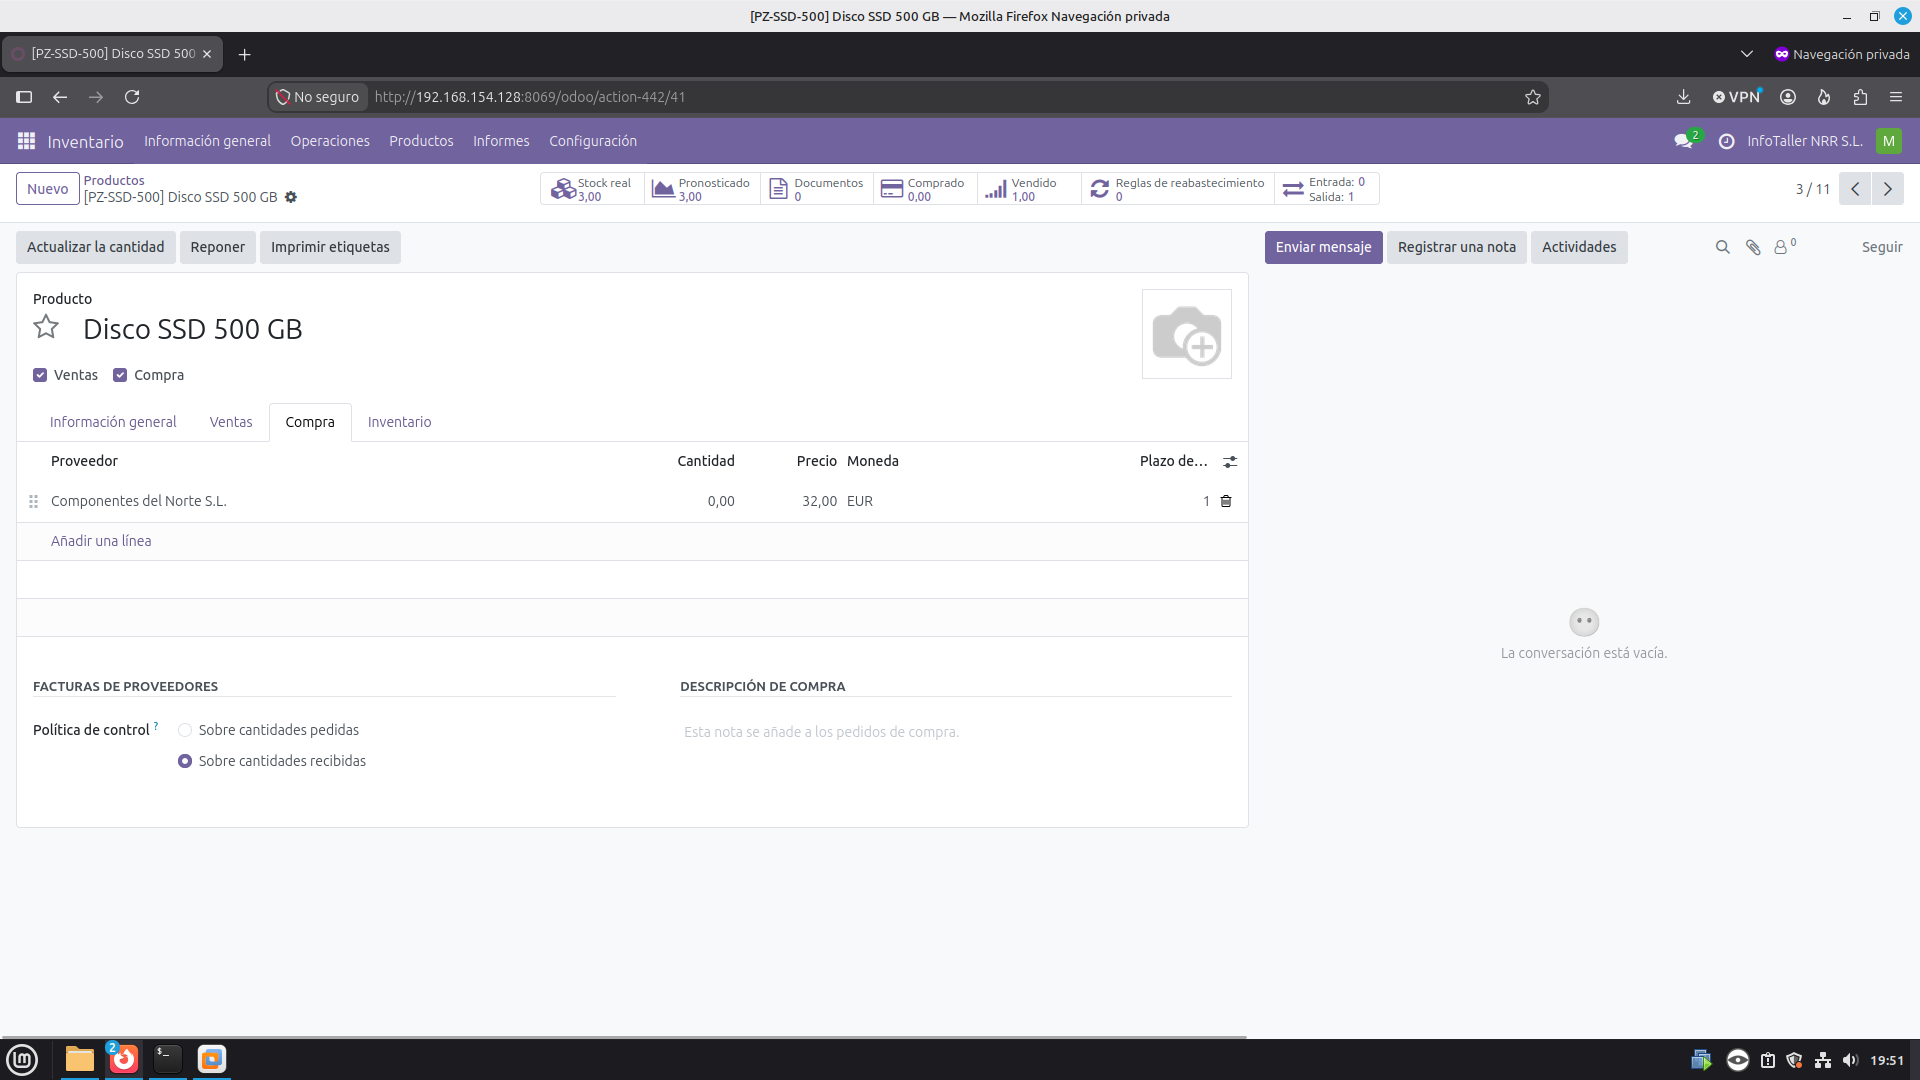 [PZ-SSD-500] Disco SSD 500 GB — Mozilla Firefox Navegación privada
[PZ-SSD-500] Disco SSD 500
Navegación privada
No seguro
http://192.168.154.128:8069/odoo/action-442/41
VPN
Inventario
Información general
Operaciones
Productos
Informes
Configuración
2
InfoTaller NRR S.L.
M
Nuevo
Productos
[PZ-SSD-500] Disco SSD 500 GB
Stock real
3,00
Pronosticado
3,00
Documentos
0
Comprado
0,00
Vendido
1,00
Reglas de reabastecimiento
0
Entrada: 0
Salida: 1
3 / 11
Actualizar la cantidad
Reponer
Imprimir etiquetas
Enviar mensaje
Registrar una nota
Actividades
0
Seguir
Producto
Disco SSD 500 GB
Ventas
Compra
Información general
Ventas
Compra
Inventario
Proveedor
Cantidad
Precio
Moneda
Plazo de...
Componentes del Norte S.L.
0,00
32,00
EUR
1
Añadir una línea
La conversación está vacía.
FACTURAS DE PROVEEDORES
DESCRIPCIÓN DE COMPRA
Política de control ?
Sobre cantidades pedidas
Esta nota se añade a los pedidos de compra.
Sobre cantidades recibidas
2
19:51